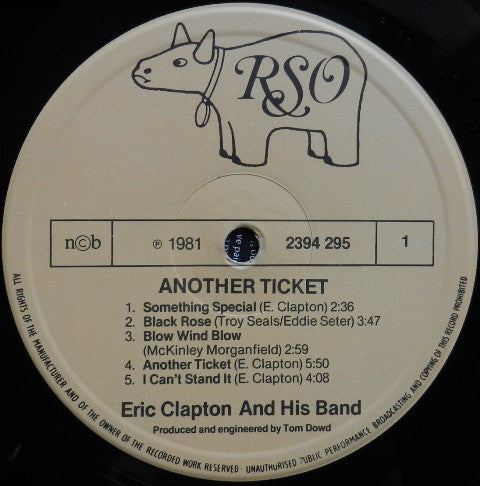 RSO
n©b
℗ 1981
2394 295
1
ANOTHER TICKET
1. Something Special (E. Clapton) 2:36
2. Black Rose (Troy Seals/Eddie Seter) 3:47
3. Blow Wind Blow
(McKinley Morganfield) 2:59
4. Another Ticket (E. Clapton) 5:50
5. I Can't Stand It (E. Clapton) 4:08
Eric Clapton And His Band
Produced and engineered by Tom Dowd
ALL RIGHTS OF THE MANUFACTURER AND OF THE OWNER OF THE RECORDED WORK RESERVED · UNAUTHORISED PUBLIC PERFORMANCE BROADCASTING AND COPYING OF THIS RECORD PROHIBITED